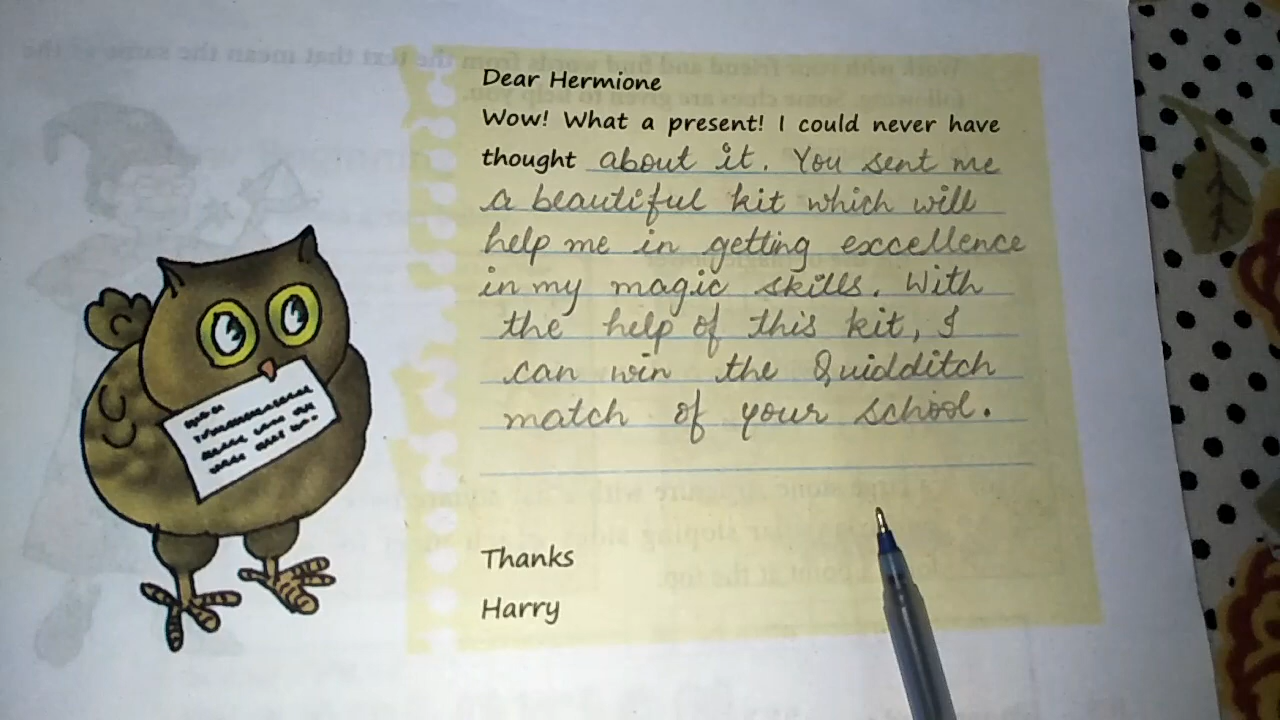 Dear Hermione
Wow! What a present! I could never have
thought about it. You sent me
a beautiful kit which will
help me in getting excellence
in my magic skills. With
the help of this kit, I
can win the Quidditch
match of your school.
Thanks
Harry